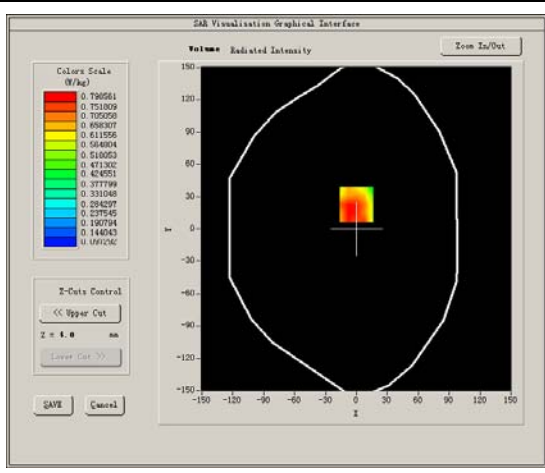 SAR Visualisation Graphical Interface
Volume Radiated Intensity
Zoom In/Out
Colors Scale
(W/kg)
0.798561
0.751809
0.705058
0.658307
0.611556
0.564804
0.518053
0.471302
0.424551
0.377799
0.331048
0.284297
0.237545
0.190794
0.144043
Z-Cuts Control
<< Upper Cut
Z = 4.0 mm
Lower Cut >>
SAVE Cancel
150
120
90
60
30
0
-30
-60
-90
-120
-150
Y
-150 -120 -90 -60 -30 0 30 60 90 120 150
X